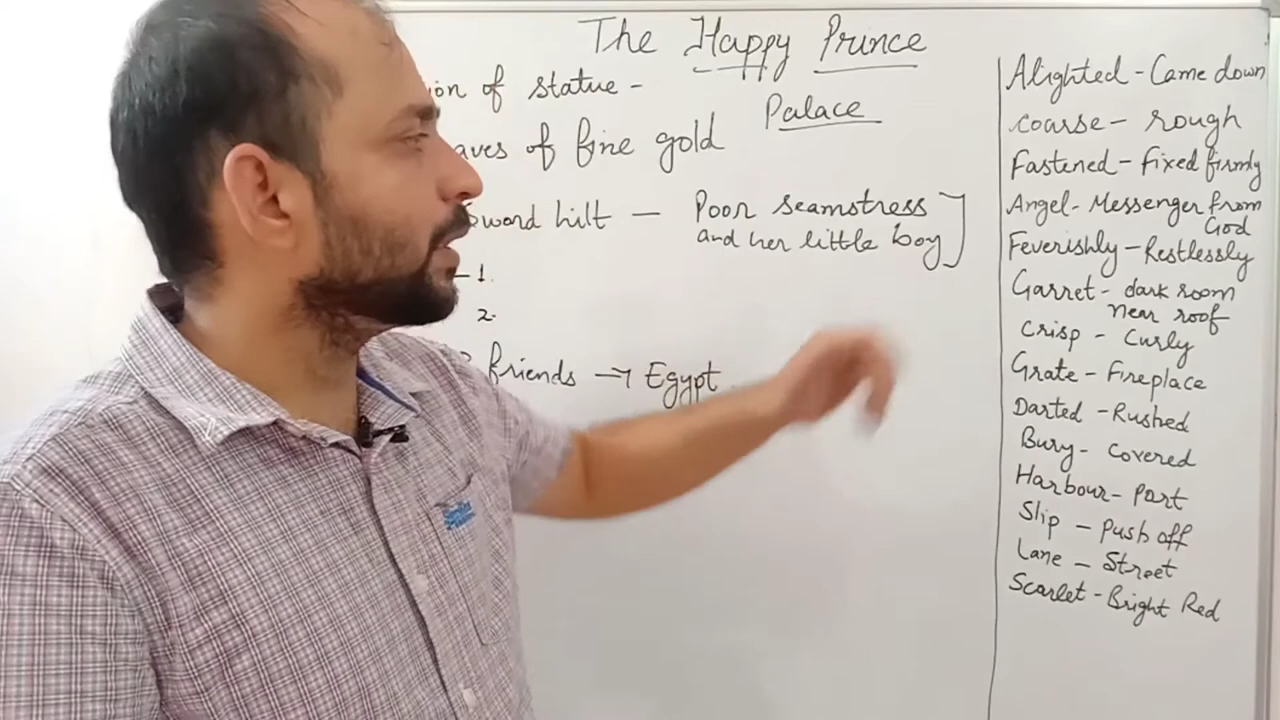 The Happy Prince
ion of statue -
Palace
aves of fine gold
Sword hilt - Poor seamstress
and her little boy
- 1.
2.
friends → Egypt
Alighted - Came down
coarse - rough
Fastened - fixed firmly
Angel - Messenger from
God
Feverishly - Restlessly
Garret - dark room
near roof
Crisp - Curly
Grate - Fireplace
Darted - Rushed
Bury - Covered
Harbour - Port
Slip - Push off
Lane - Street
Scarlet - Bright Red